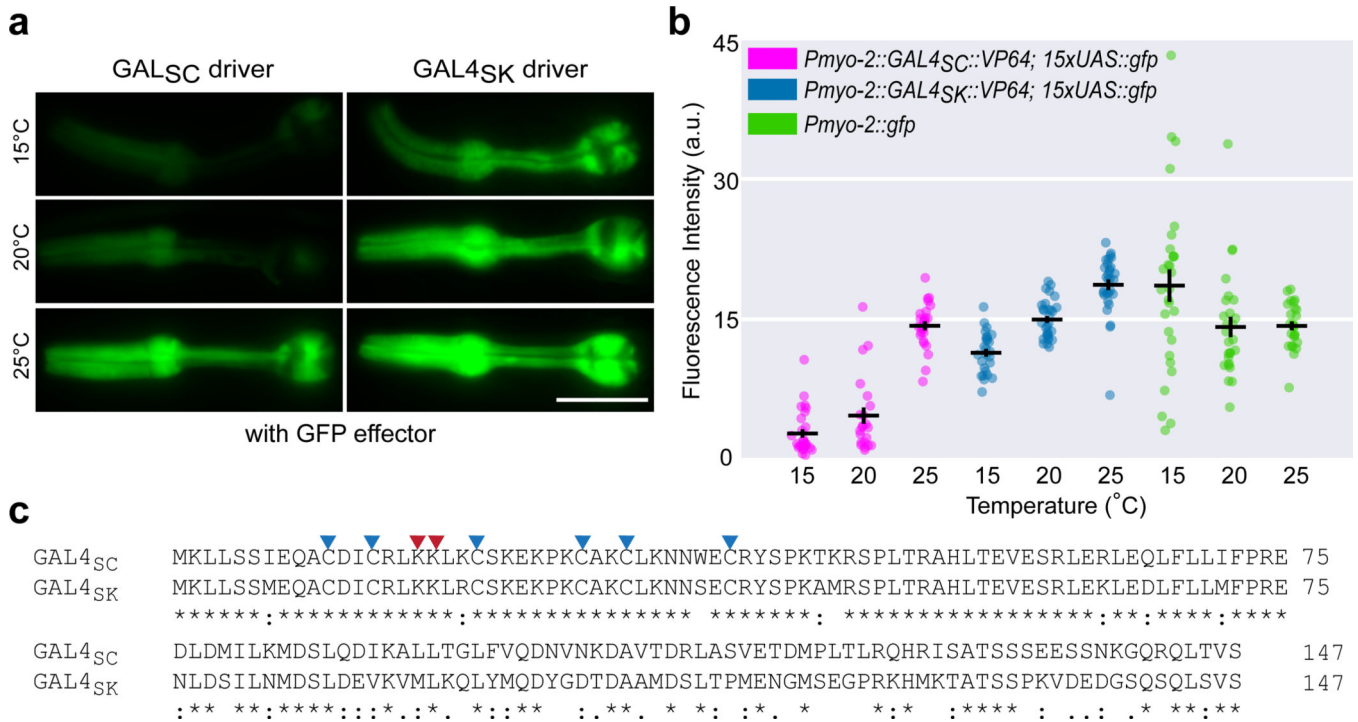 a
GALSC driver GAL4SK driver
15°C
20°C
25°C
with GFP effector
b
Fluorescence Intensity (a.u.)
45
30
15
0
Pmyo-2::GAL4SC::VP64; 15xUAS::gfp
Pmyo-2::GAL4SK::VP64; 15xUAS::gfp
Pmyo-2::gfp
15 20 25 15 20 25 15 20 25
Temperature (°C)
c
GAL4SC MKLLSSIEQACDICRLKKLKCSKEKPKCAKCLKNNWECRYSPKTKRSPLTRAHLTEVESRLERLEQLFLLIFPRE 75
GAL4SK MKLLSSMEQACDICRLKKLRCSKEKPKCAKCLKNNSECRYSPKAMRSPLTRAHLTEVESRLEKLEDLFLLMFPRE 75
******:************:*************** *******: *****************:**:****:****
GAL4SC DLDMILKMDSLQDIKALLTGLFVQDNVNKDAVTDRLASVETDMPLTLRQHRISATSSSEESSNKGQRQLTVS 147
GAL4SK NLDSILNMDSLDEVKVMLKQLYMQDYGDTDAAMDSLTPMENGMSEGPRKHMKTATSSPKVDEDGSQSQLSVS 147
:** **:****:::*.:*. *::**  :.**.: * *:.:*. *    *:*  :**** : ..: .* **:**